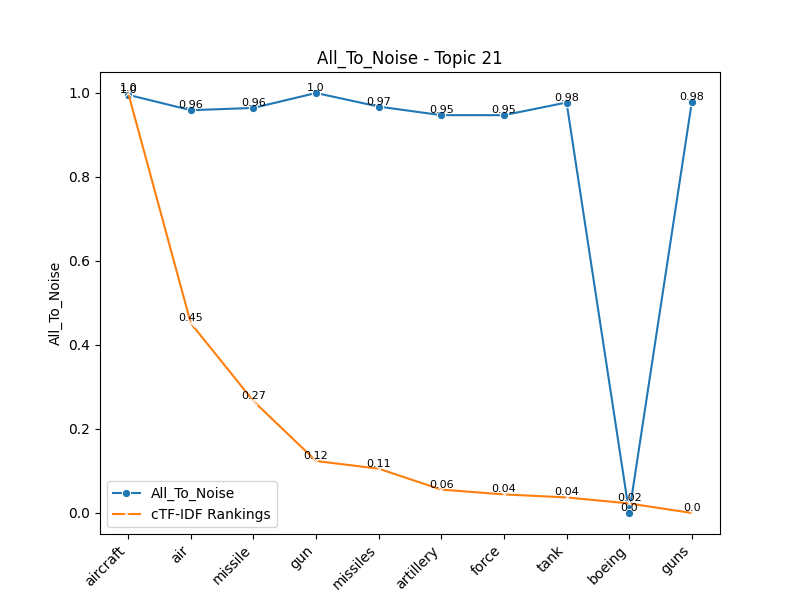 All_To_Noise - Topic 21
All_To_Noise
1.0
0.8
0.6
0.4
0.2
0.0
1.0 0.96 0.96 1.0 0.97 0.95 0.95 0.98 0.0 0.98
1.0 0.45 0.27 0.12 0.11 0.06 0.04 0.04 0.02 0.0
All_To_Noise
cTF-IDF Rankings
aircraft air missile gun missiles artillery force tank boeing guns